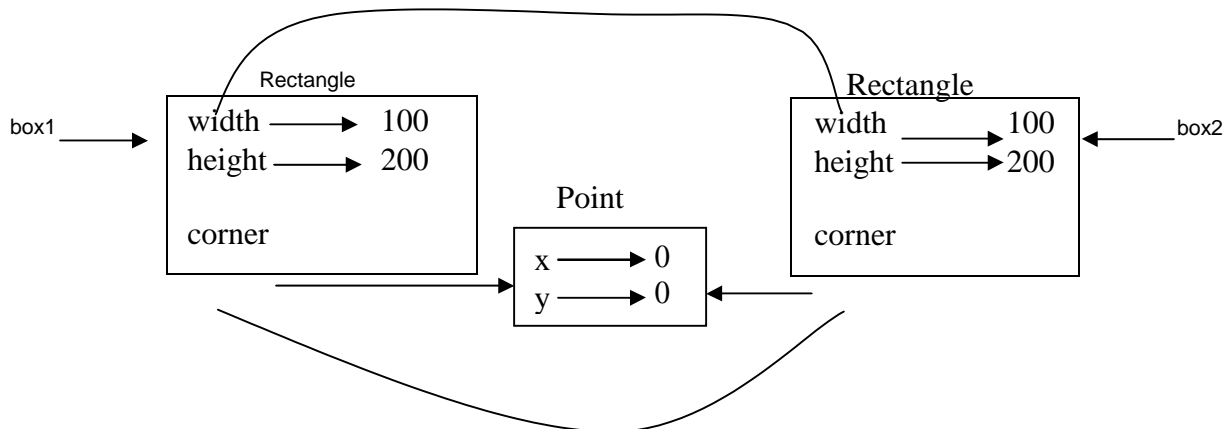 Rectangle
box1
width 100
height 200
corner
Point
x 0
y 0
Rectangle
width 100
height 200
corner
box2